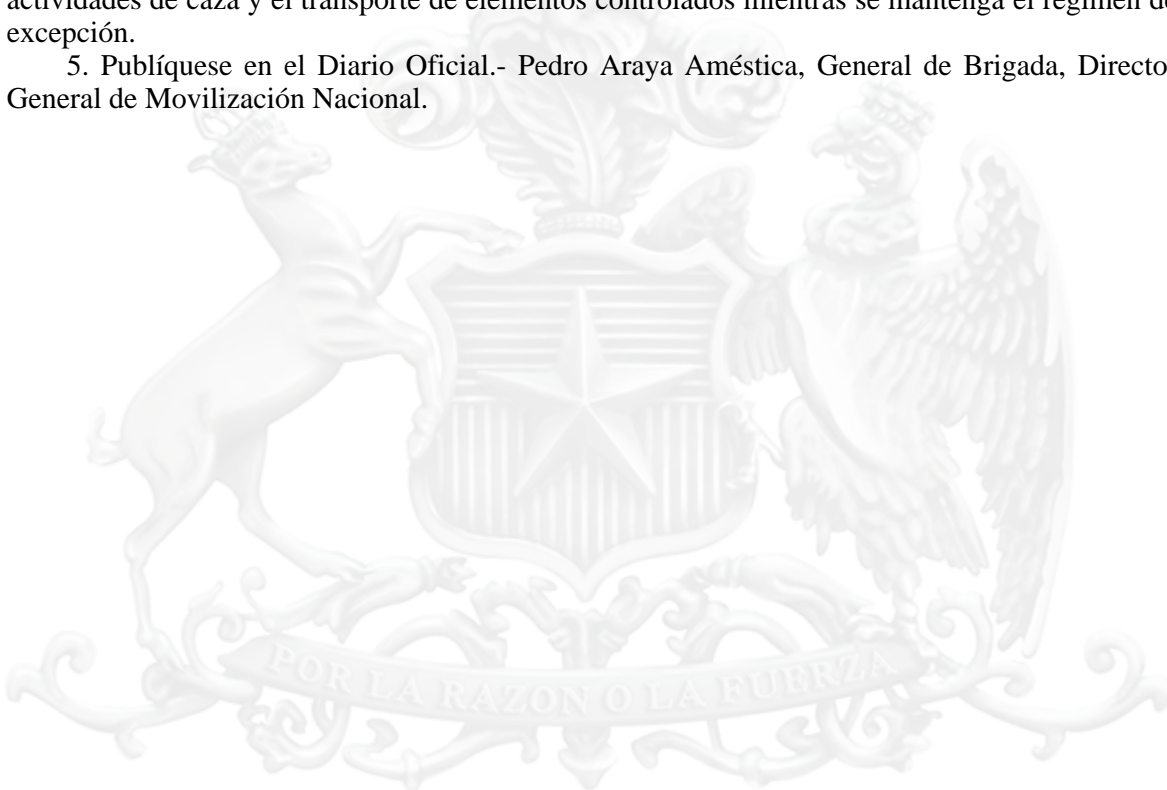 actividades de caza y el transporte de elementos controlados mientras se mantenga el régimen de
excepción.
5. Publíquese en el Diario Oficial.- Pedro Araya Améstica, General de Brigada, Directo
General de Movilización Nacional.
POR LA RAZON O LA FUERZA